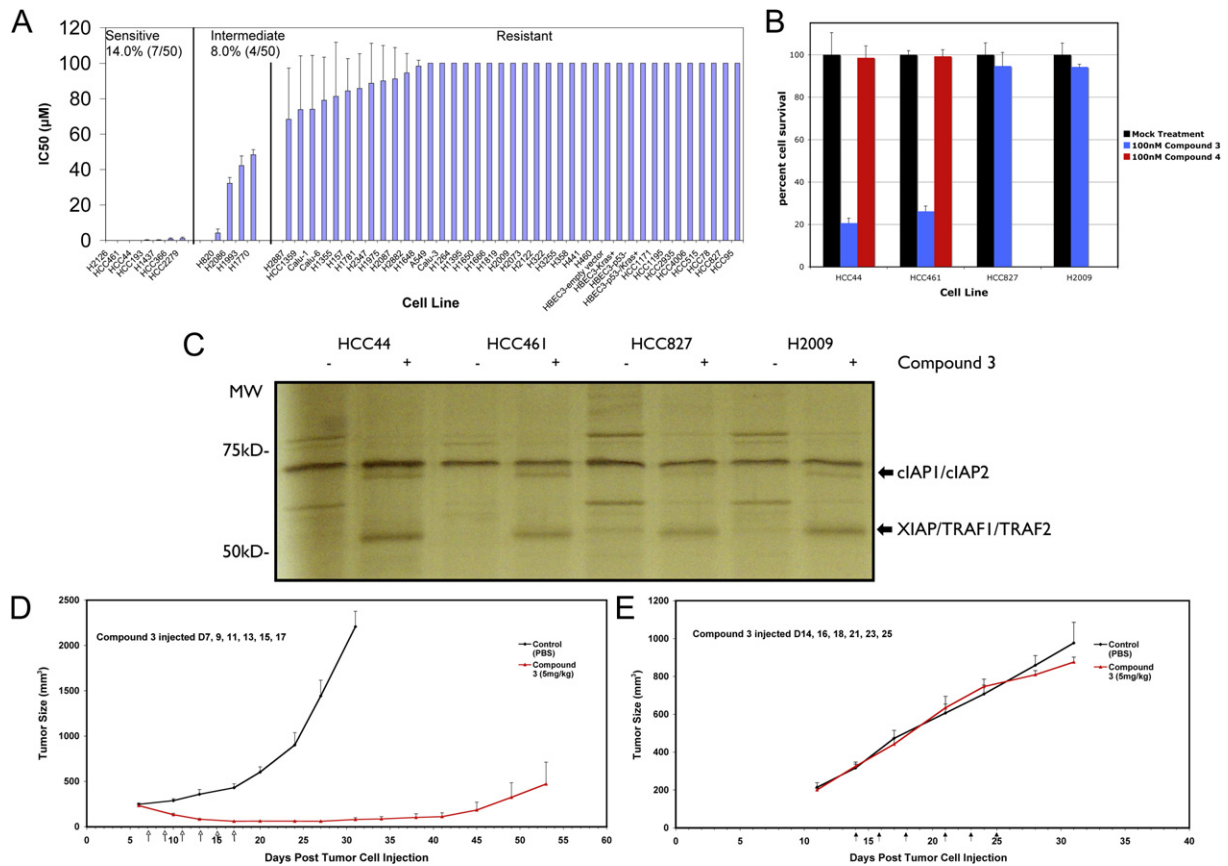 A
120
100
80
60
40
20
0
IC50 (µM)
Sensitive
14.0% (7/50)
Intermediate
8.0% (4/50)
Resistant
H2126
HCC461
HCC44
HCC193
H1437
HCC366
HCC2279
H820
H2086
H1993
H1770
H2887
HCC1359
Calu-1
Calu-6
H1355
H157
H1781
H2347
H1975
H2087
H2882
H1648
A549
Calu-3
H1264
H1395
H1650
H1666
H1819
H2009
H2073
H2122
H322
H3255
H358
H441
H460
HBEC3-empty vector
HBEC3-Kras+
HBEC3-p53-
HBEC3-p53-/Kras+
HCC1171
HCC1195
HCC2935
HCC4006
HCC515
HCC78
HCC827
HCC95
Cell Line
B
120
100
80
60
40
20
0
percent cell survival
HCC44 HCC461 HCC827 H2009
Cell Line
Mock Treatment
100nM Compound 3
100nM Compound 4
C
HCC44 HCC461 HCC827 H2009
- + - + - + - + Compound 3
MW
75kD-
50kD-
cIAP1/cIAP2
XIAP/TRAF1/TRAF2
D
2500
2000
1500
1000
500
0
Tumor Size (mm³)
Compound 3 injected D7, 9, 11, 13, 15, 17
Control
(PBS)
Compound
3 (5mg/kg)
0 5 10 15 20 25 30 35 40 45 50 55 60
Days Post Tumor Cell Injection
E
1200
1000
800
600
400
200
0
Tumor Size (mm³)
Compound 3 injected D14, 16, 18, 21, 23, 25
Control
(PBS)
Compound
3 (5mg/kg)
0 5 10 15 20 25 30 35 40
Days Post Tumor Cell Injection